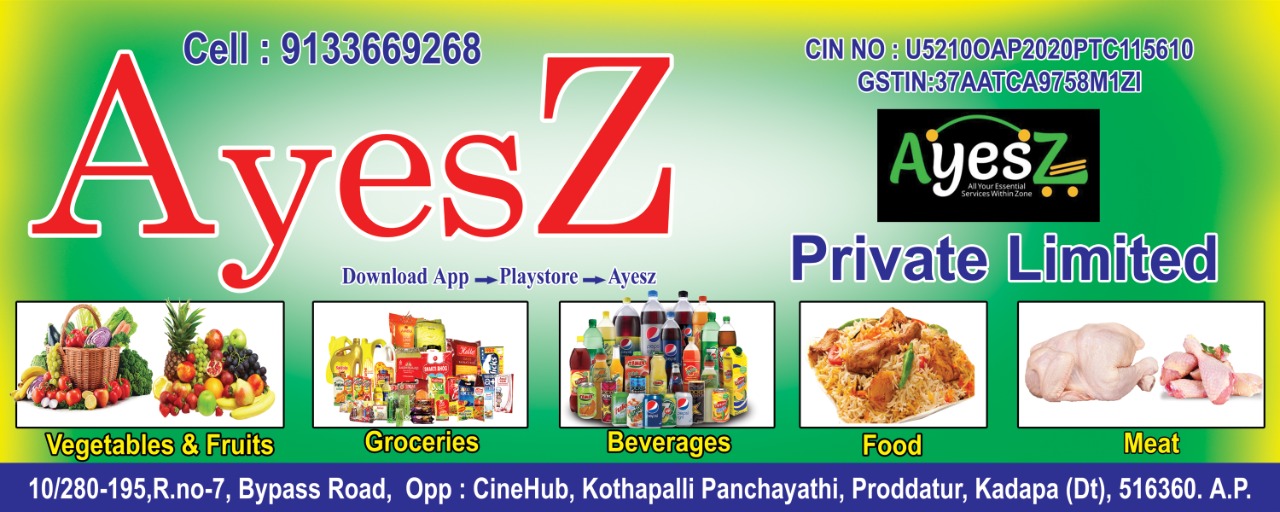 Cell : 9133669268
CIN NO : U5210OAP2020PTC115610
GSTIN:37AATCA9758M1ZI
AyesZ
AyesZ
All Your Essential
Services Within Zone
Private Limited
Download App → Playstore → Ayesz
Vegetables & Fruits
Groceries
Beverages
Food
Meat
10/280-195,R.no-7, Bypass Road, Opp : CineHub, Kothapalli Panchayathi, Proddatur, Kadapa (Dt), 516360. A.P.